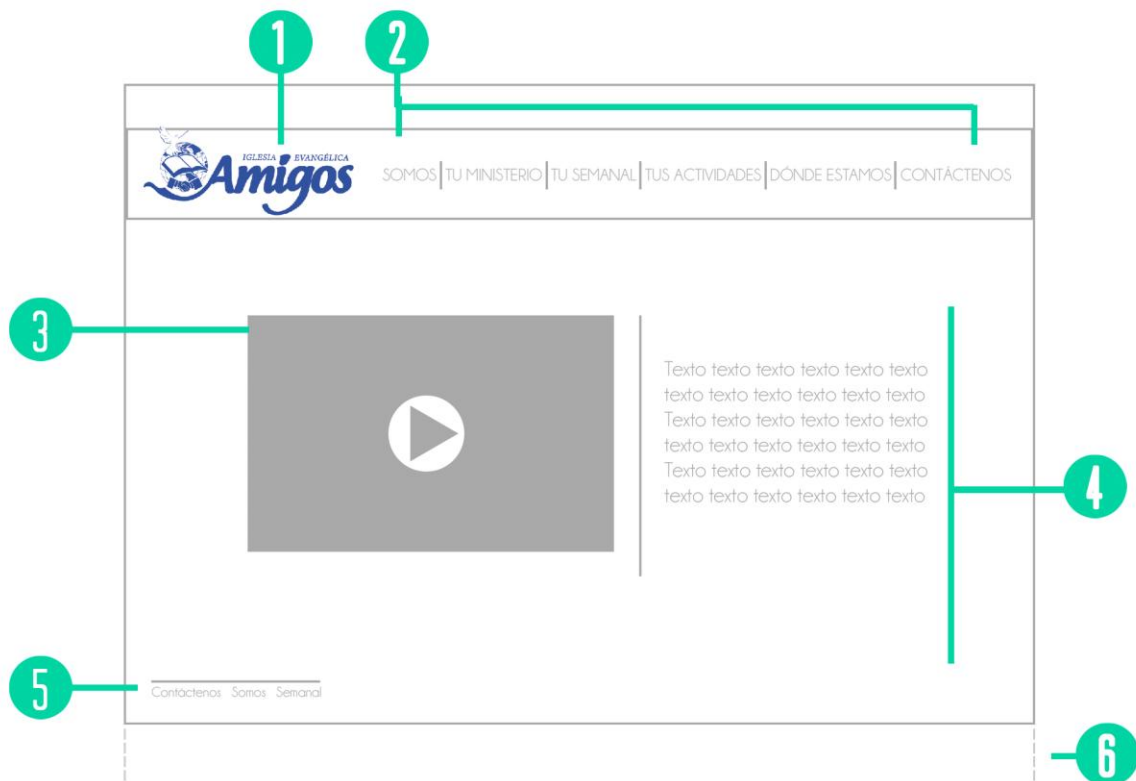 1
2
IGLESIA EVANGÉLICA
Amigos
SOMOS TU MINISTERIO TU SEMANAL TUS ACTIVIDADES DÓNDE ESTAMOS CONTÁCTENOS
3
Texto texto texto texto texto texto
texto texto texto texto texto texto
Texto texto texto texto texto texto
texto texto texto texto texto texto
Texto texto texto texto texto texto
texto texto texto texto texto texto
4
5
Contáctenos Somos Semanal
6